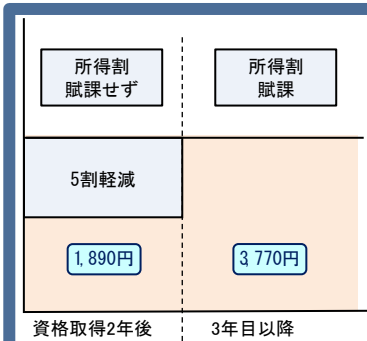 所得割
賦課せず
所得割
賦課
5割軽減
1,890円
3,770円
資格取得2年後
3年目以降